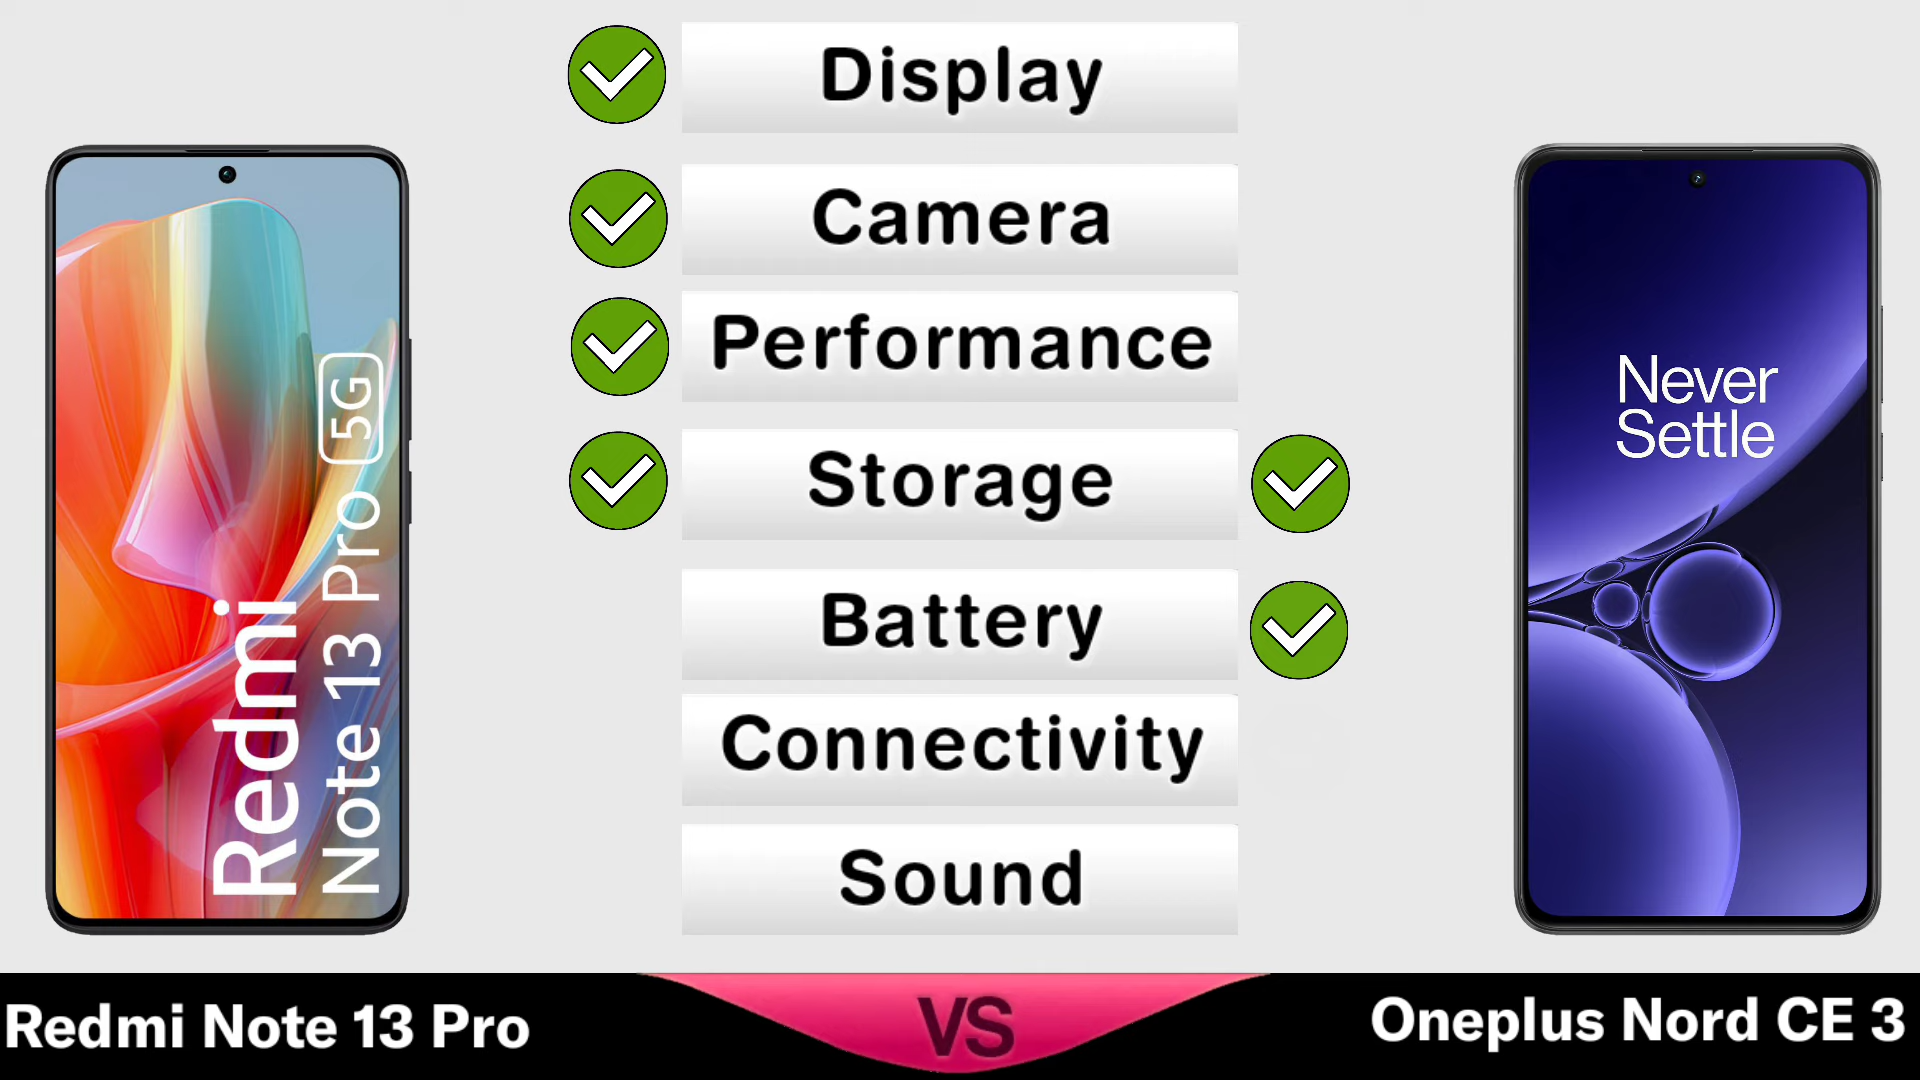 Display
Camera
Performance
Storage
Battery
Connectivity
Sound
Redmi
Note 13 Pro 5G
Never
Settle
Redmi Note 13 Pro
VS
Oneplus Nord CE 3